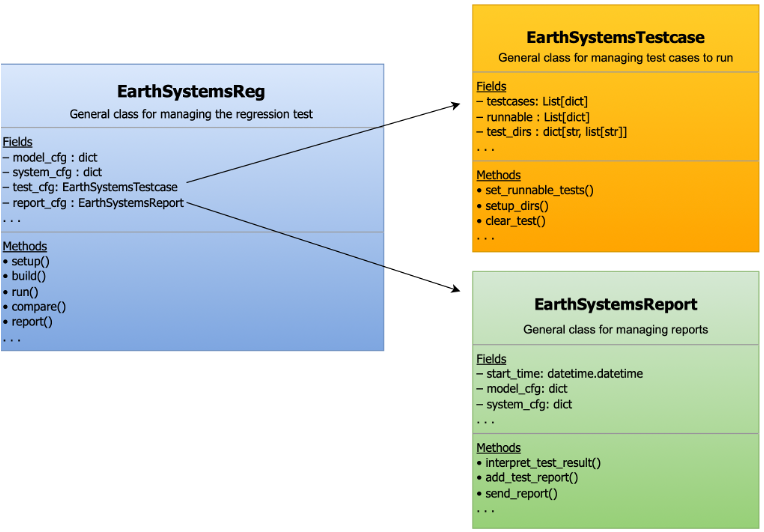 EarthSystemsReg
General class for managing the regression test
Fields
– model_cfg : dict
– system_cfg : dict
– test_cfg: EarthSystemsTestcase
– report_cfg : EarthSystemsReport
. . .
Methods
• setup()
• build()
• run()
• compare()
• report()
. . .
EarthSystemsTestcase
General class for managing test cases to run
Fields
– testcases: List[dict]
– runnable : List[dict]
– test_dirs : dict[str, list[str]]
. . .
Methods
• set_runnable_tests()
• setup_dirs()
• clear_test()
. . .
EarthSystemsReport
General class for managing reports
Fields
– start_time: datetime.datetime
– model_cfg: dict
– system_cfg: dict
. . .
Methods
• interpret_test_result()
• add_test_report()
• send_report()
. . .